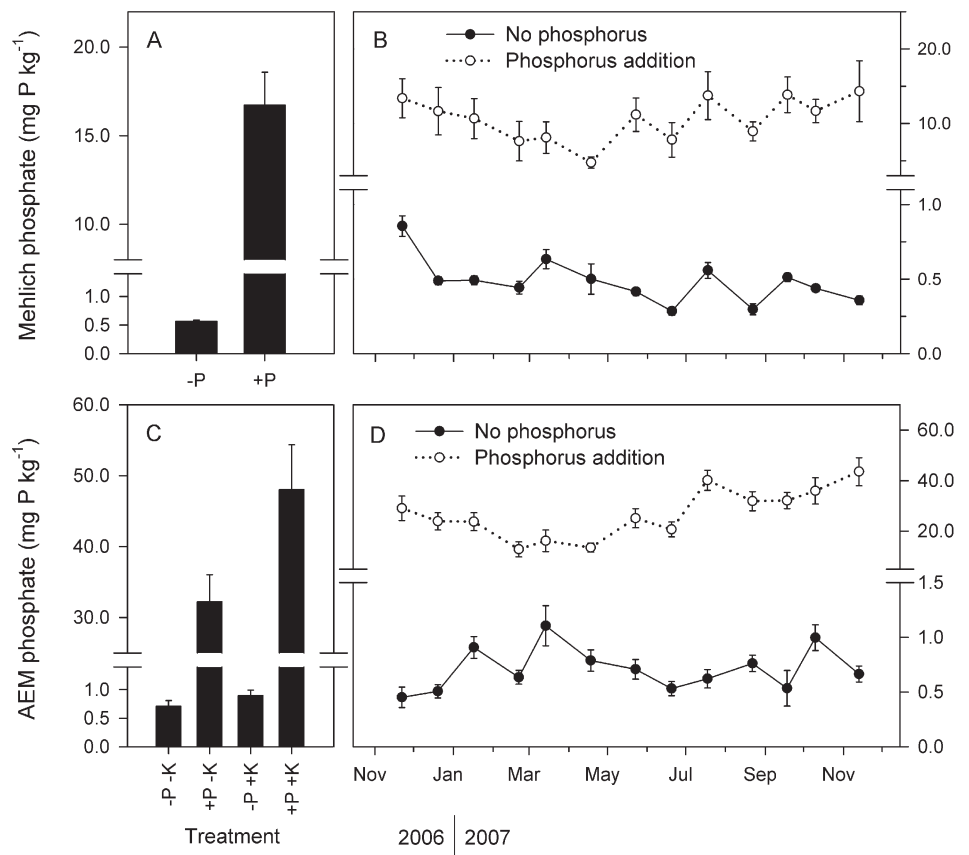 A
Mehlich phosphate (mg P kg⁻¹)
20.0
15.0
10.0
1.0
0.5
0.0
-P +P
B
No phosphorus
Phosphorus addition
20.0
10.0
1.0
0.5
0.0
C
AEM phosphate (mg P kg⁻¹)
60.0
50.0
40.0
30.0
1.0
0.5
0.0
-P -K
+P -K
-P +K
+P +K
Treatment
D
No phosphorus
Phosphorus addition
60.0
40.0
20.0
1.5
1.0
0.5
0.0
Nov Jan Mar May Jul Sep Nov
2006 2007